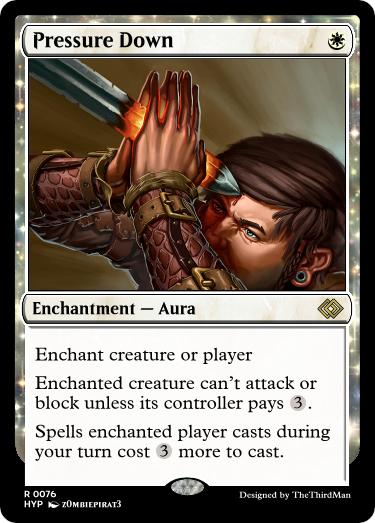 Pressure Down
Enchantment — Aura
Enchant creature or player
Enchanted creature can't attack or
block unless its controller pays 3.
Spells enchanted player casts during
your turn cost 3 more to cast.
R 0076
HYP z0MBIEPIRAT3
Designed by TheThirdMan